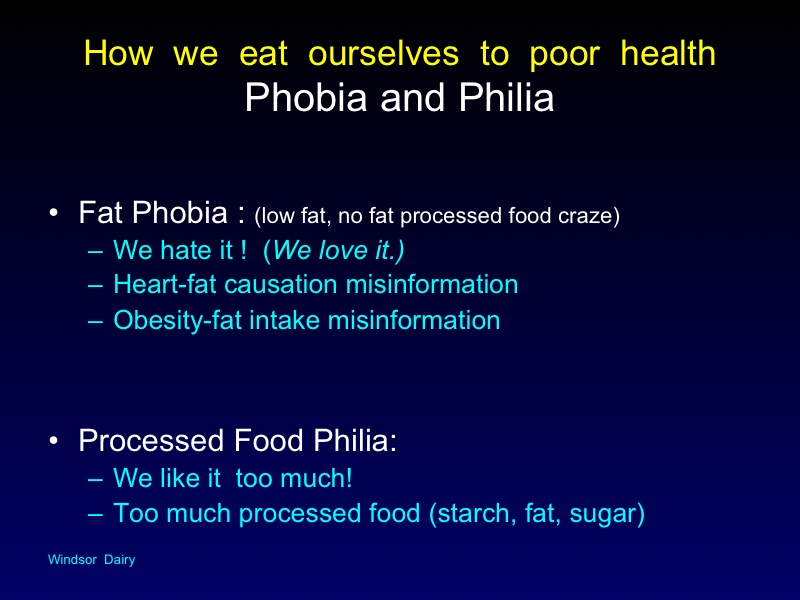 How we eat ourselves to poor health
Phobia and Philia
• Fat Phobia : (low fat, no fat processed food craze)
– We hate it ! (We love it.)
– Heart-fat causation misinformation
– Obesity-fat intake misinformation
• Processed Food Philia:
– We like it too much!
– Too much processed food (starch, fat, sugar)
Windsor Dairy